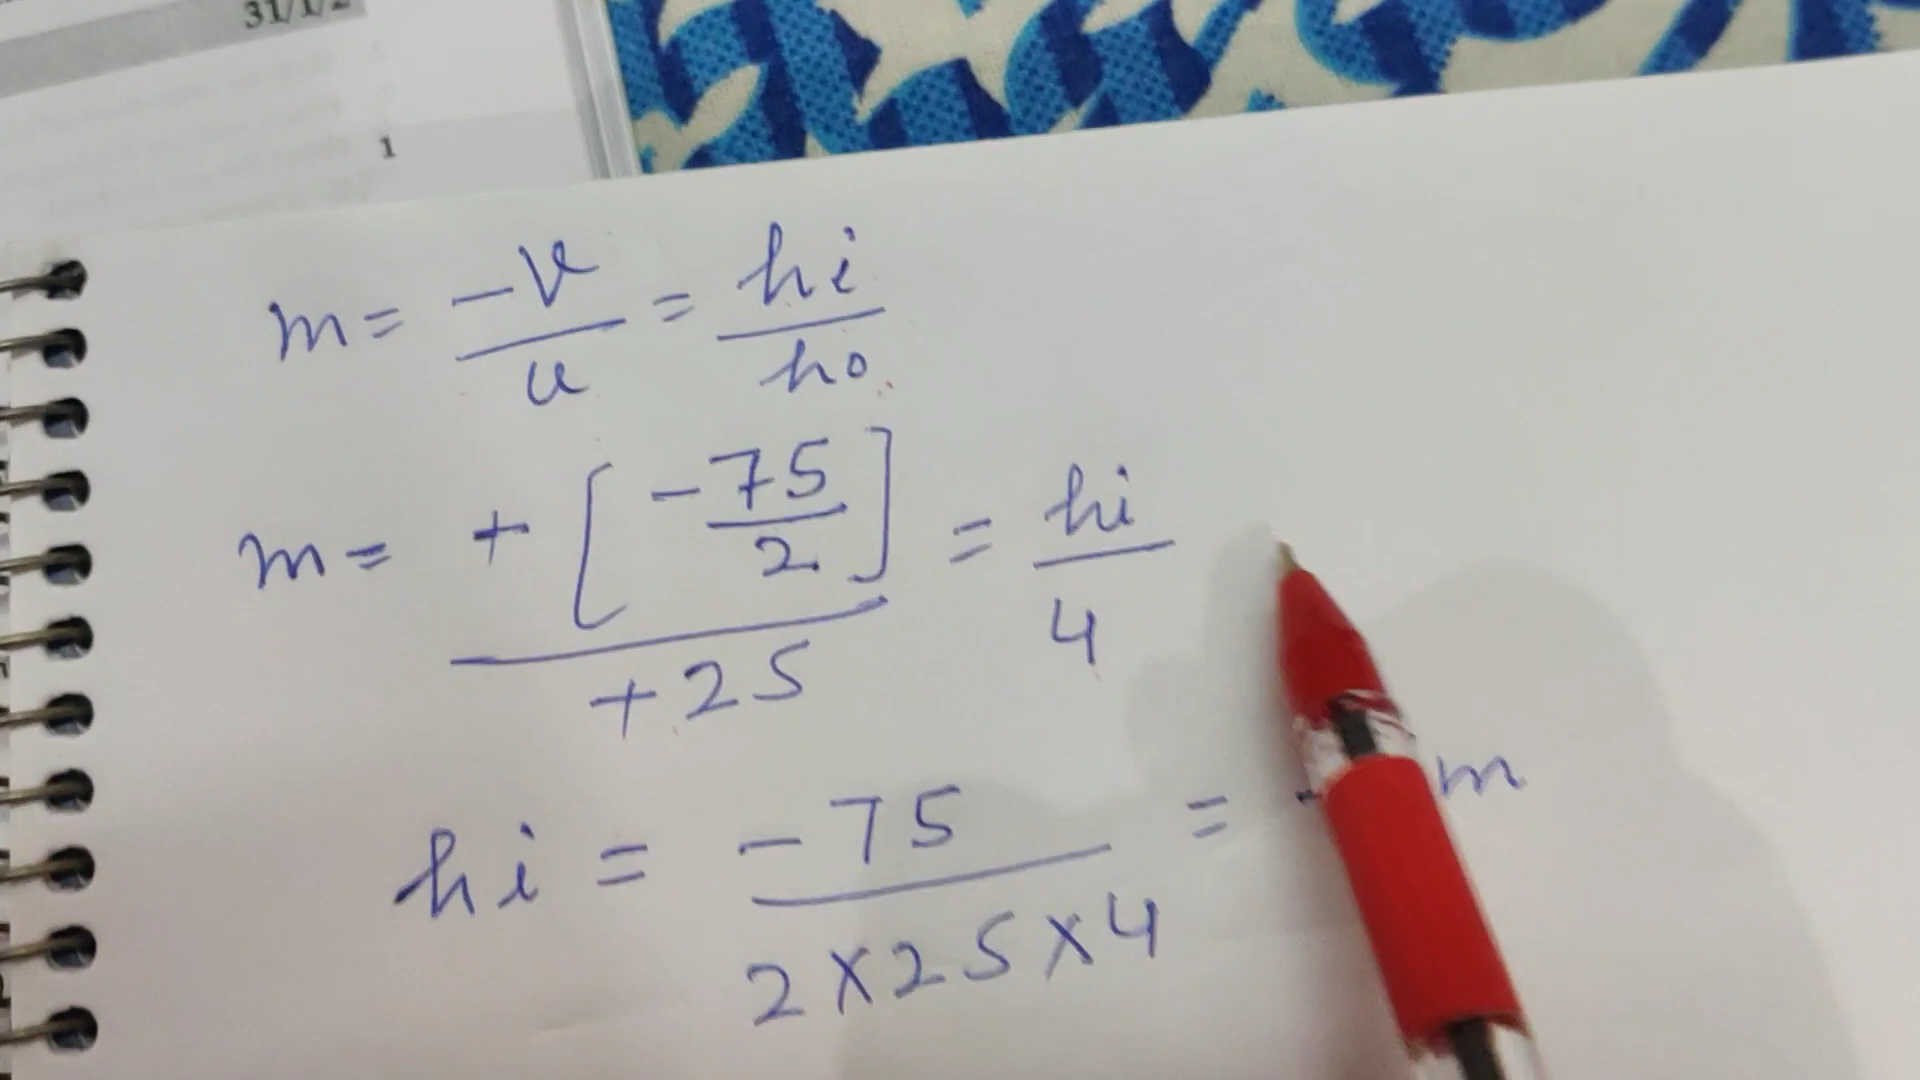 31/1/2
1
m = -v/u = hi/ho
m = +[-75/2]/+25 = hi/4
hi = -75/2×25×4 = - m